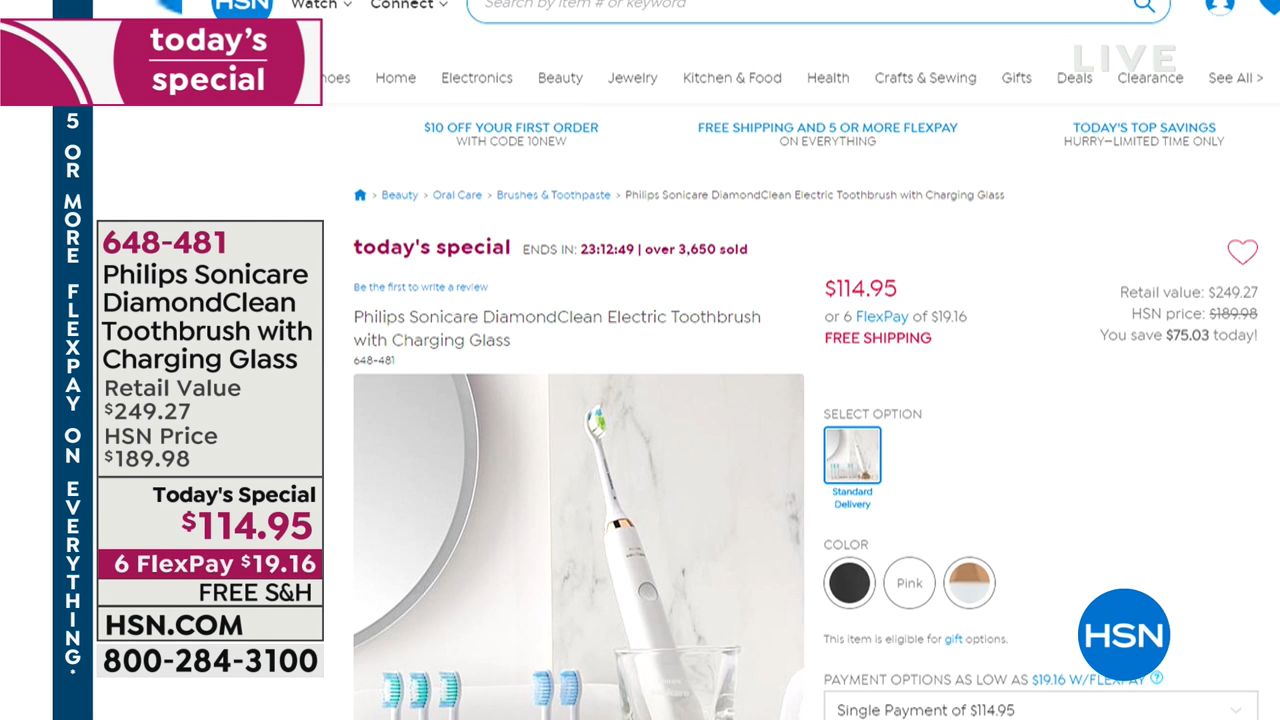 HSN
Watch
Connect
Search by item # or keyword
today's
special
LIVE
Home
Electronics
Beauty
Jewelry
Kitchen & Food
Health
Crafts & Sewing
Gifts
Deals
Clearance
See All >
$10 OFF YOUR FIRST ORDER
WITH CODE 10NEW
FREE SHIPPING AND 5 OR MORE FLEXPAY
ON EVERYTHING
TODAY'S TOP SAVINGS
HURRY—LIMITED TIME ONLY
5 OR MORE FLEXPAY ON EVERYTHING.
> Beauty > Oral Care > Brushes & Toothpaste > Philips Sonicare DiamondClean Electric Toothbrush with Charging Glass
648-481
Philips Sonicare
DiamondClean
Toothbrush with
Charging Glass
Retail Value
$249.27
HSN Price
$189.98
Today's Special
$114.95
6 FlexPay $19.16
FREE S&H
HSN.COM
800-284-3100
today's special ENDS IN: 23:12:49 | over 3,650 sold
Be the first to write a review
Philips Sonicare DiamondClean Electric Toothbrush
with Charging Glass
648-481
$114.95
or 6 FlexPay of $19.16
FREE SHIPPING
Retail value: $249.27
HSN price: $189.98
You save $75.03 today!
SELECT OPTION
Standard
Delivery
COLOR
Pink
This item is eligible for gift options.
HSN
PAYMENT OPTIONS AS LOW AS $19.16 W/FLEXPAY
Single Payment of $114.95